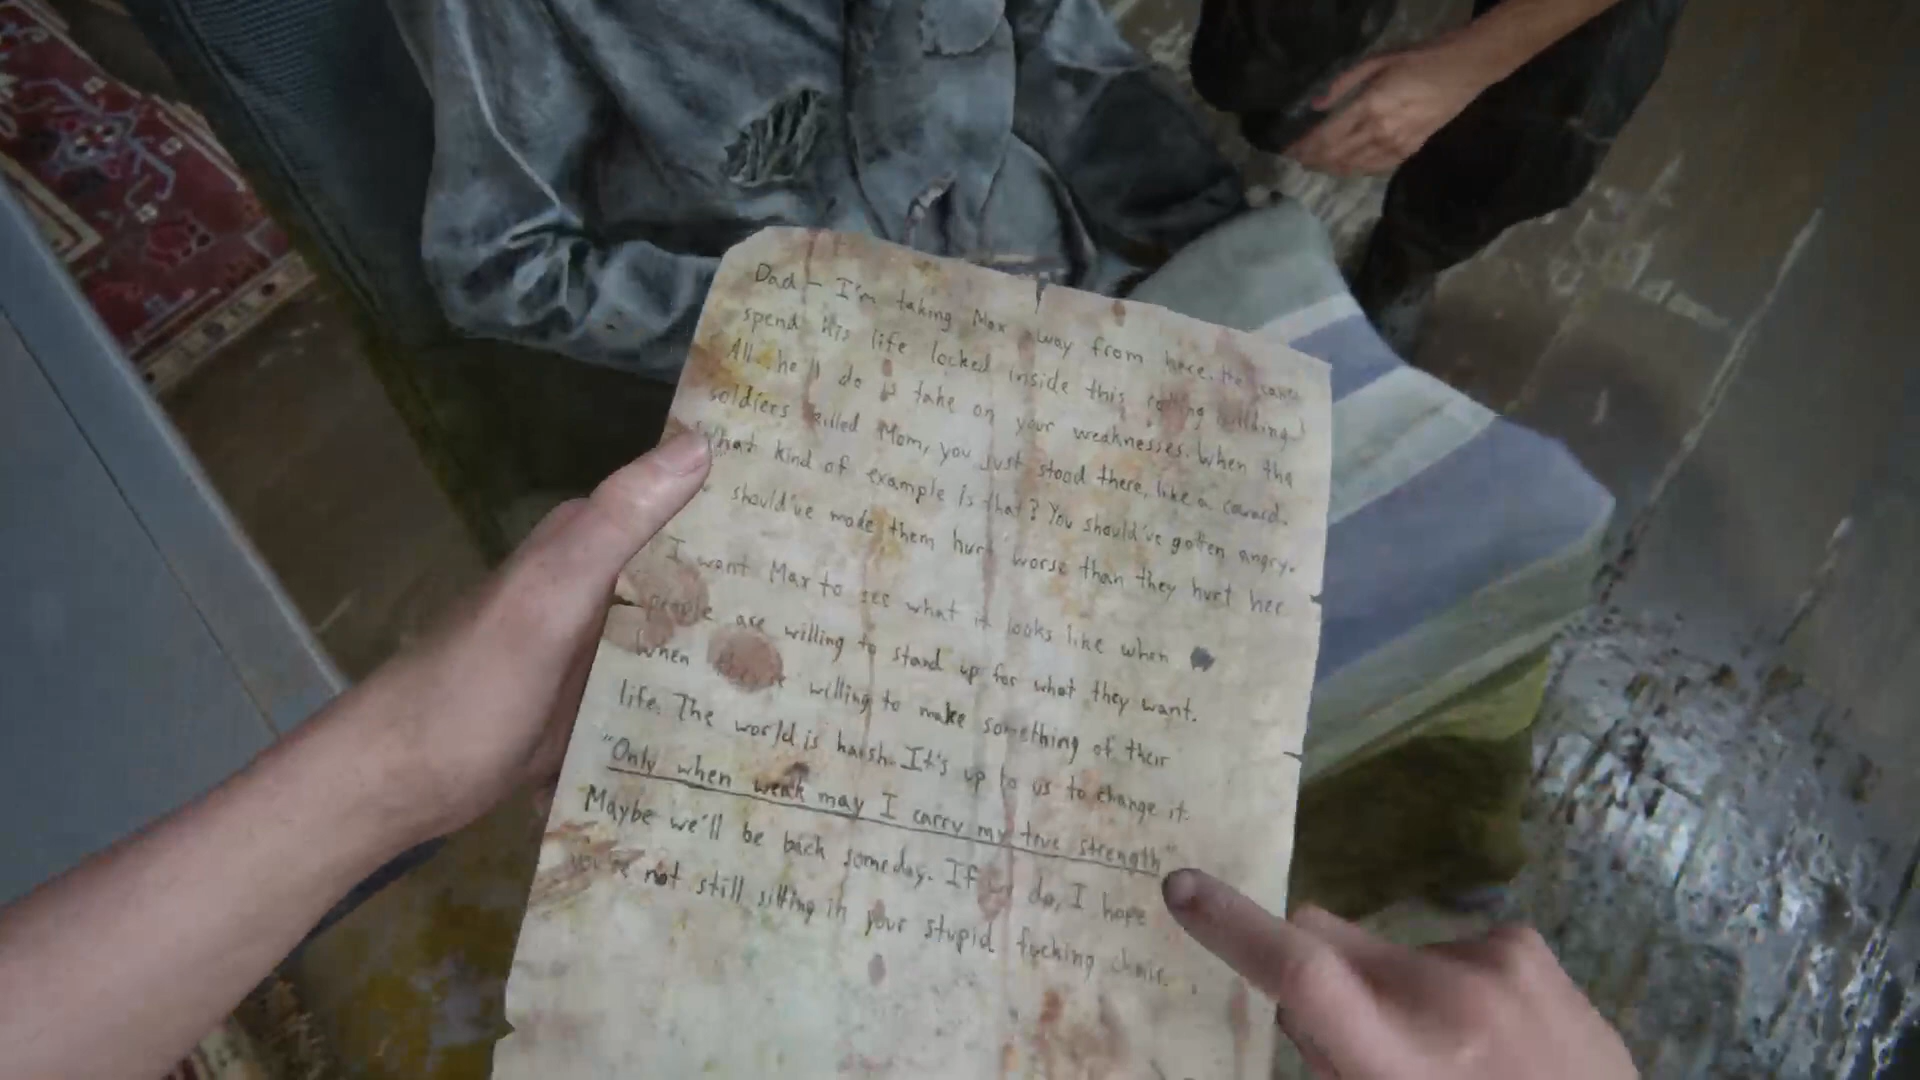 Dad - I'm taking Max away from here. He
spend his life locked inside this building.
All he'll do is take on your weaknesses. When the
soldiers killed Mom, you just stood there, like a coward.
What kind of example is that? You should've gotten angry.
should've made them hurt worse than they hurt her.
I want Max to see what it looks like when
people are willing to stand up for what they want.
When willing to make something of their
life. The world is harsh. It's up to us to change it.
"Only when weak may I carry my true strength"
Maybe we'll be back someday. If we do, I hope
you're not still sitting in your stupid fucking chair.